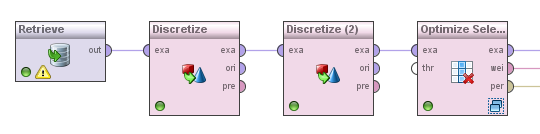 Retrieve
out
Discretize
exa
exa
ori
pre
Discretize (2)
exa
exa
ori
pre
Optimize Sele...
exa
exa
thr
wei
per